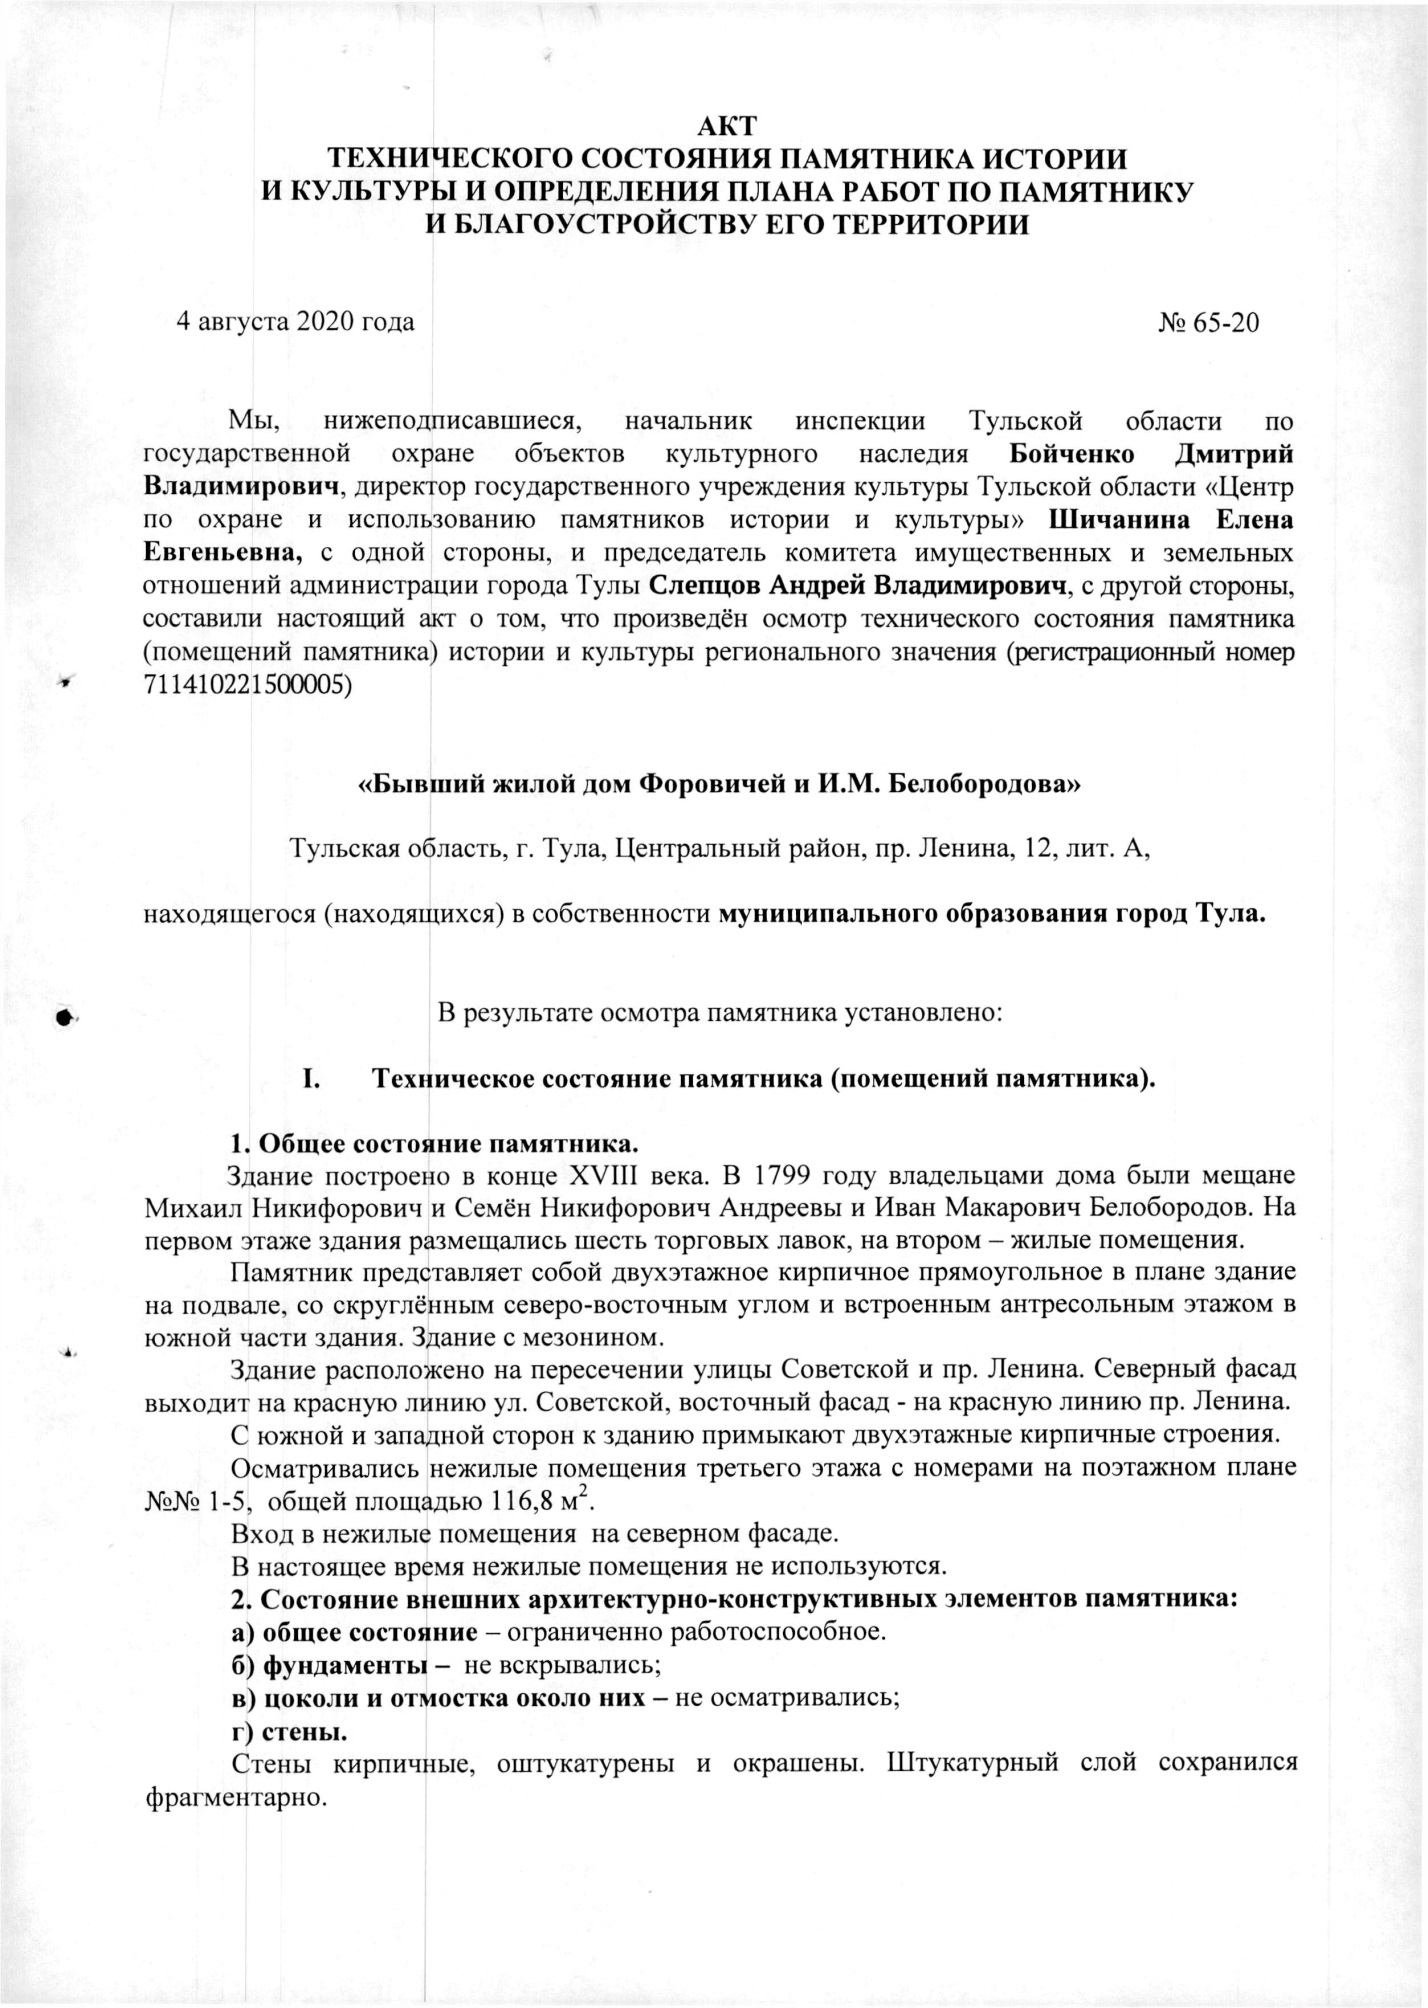 АКТ
ТЕХНИЧЕСКОГО СОСТОЯНИЯ ПАМЯТНИКА ИСТОРИИ
И КУЛЬТУРЫ И ОПРЕДЕЛЕНИЯ ПЛАНА РАБОТ ПО ПАМЯТНИКУ
И БЛАГОУСТРОЙСТВУ ЕГО ТЕРРИТОРИИ
4 августа 2020 года № 65-20
Мы, нижеподписавшиеся, начальник инспекции Тульской области по
государственной охране объектов культурного наследия Бойченко Дмитрий
Владимирович, директор государственного учреждения культуры Тульской области «Центр
по охране и использованию памятников истории и культуры» Шичанина Елена
Евгеньевна, с одной стороны, и председатель комитета имущественных и земельных
отношений администрации города Тулы Слепцов Андрей Владимирович, с другой стороны,
составили настоящий акт о том, что произведён осмотр технического состояния памятника
(помещений памятника) истории и культуры регионального значения (регистрационный номер
711410221500005)
«Бывший жилой дом Форовичей и И.М. Белобородова»
Тульская область, г. Тула, Центральный район, пр. Ленина, 12, лит. А,
находящегося (находящихся) в собственности муниципального образования город Тула.
В результате осмотра памятника установлено:
I. Техническое состояние памятника (помещений памятника).
1. Общее состояние памятника.
Здание построено в конце XVIII века. В 1799 году владельцами дома были мещане
Михаил Никифорович и Семён Никифорович Андреевы и Иван Макарович Белобородов. На
первом этаже здания размещались шесть торговых лавок, на втором – жилые помещения.
Памятник представляет собой двухэтажное кирпичное прямоугольное в плане здание
на подвале, со скруглённым северо-восточным углом и встроенным антресольным этажом в
южной части здания. Здание с мезонином.
Здание расположено на пересечении улицы Советской и пр. Ленина. Северный фасад
выходит на красную линию ул. Советской, восточный фасад - на красную линию пр. Ленина.
С южной и западной сторон к зданию примыкают двухэтажные кирпичные строения.
Осматривались нежилые помещения третьего этажа с номерами на поэтажном плане
№№ 1-5, общей площадью 116,8 м².
Вход в нежилые помещения на северном фасаде.
В настоящее время нежилые помещения не используются.
2. Состояние внешних архитектурно-конструктивных элементов памятника:
а) общее состояние – ограниченно работоспособное.
б) фундаменты – не вскрывались;
в) цоколи и отмостка около них – не осматривались;
г) стены.
Стены кирпичные, оштукатурены и окрашены. Штукатурный слой сохранился
фрагментарно.